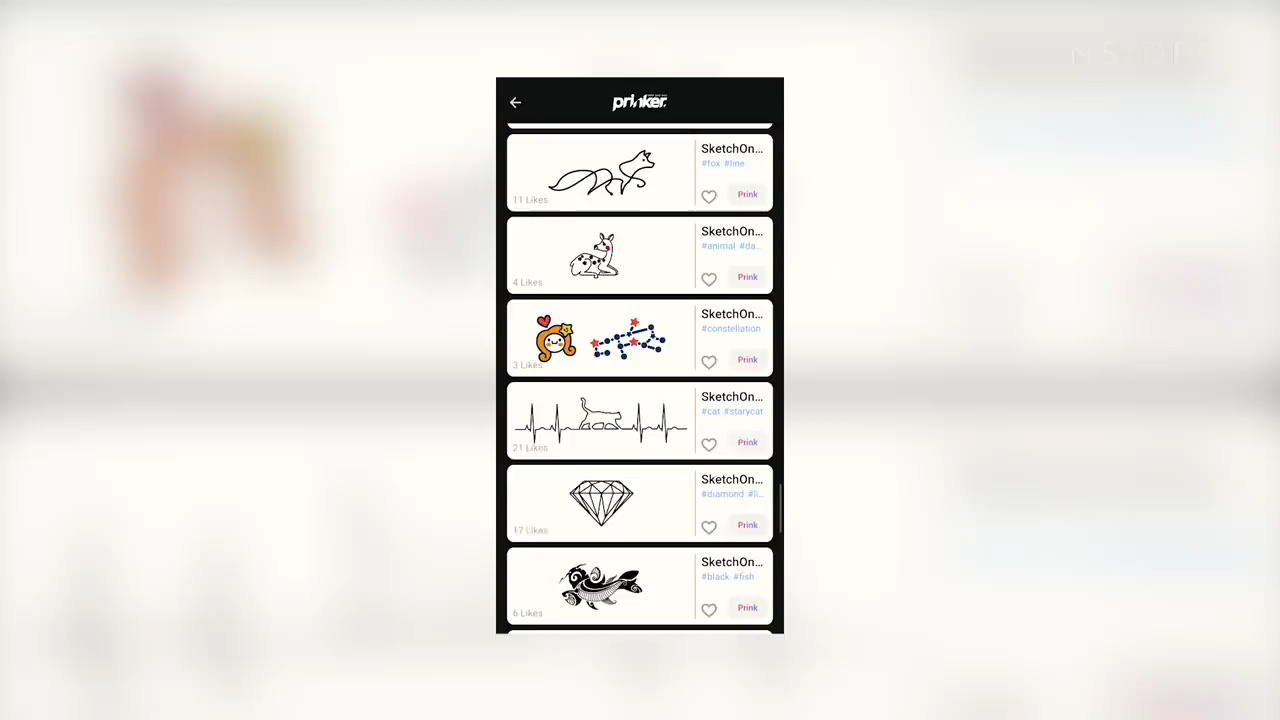 INSIDE
prinker
SketchOn...
#fox #line
11 Likes
Prink
SketchOn...
#animal #da...
4 Likes
Prink
SketchOn...
#constellation
3 Likes
Prink
SketchOn...
#cat #starycat
21 Likes
Prink
SketchOn...
#diamond #li...
17 Likes
Prink
SketchOn...
#black #fish
6 Likes
Prink